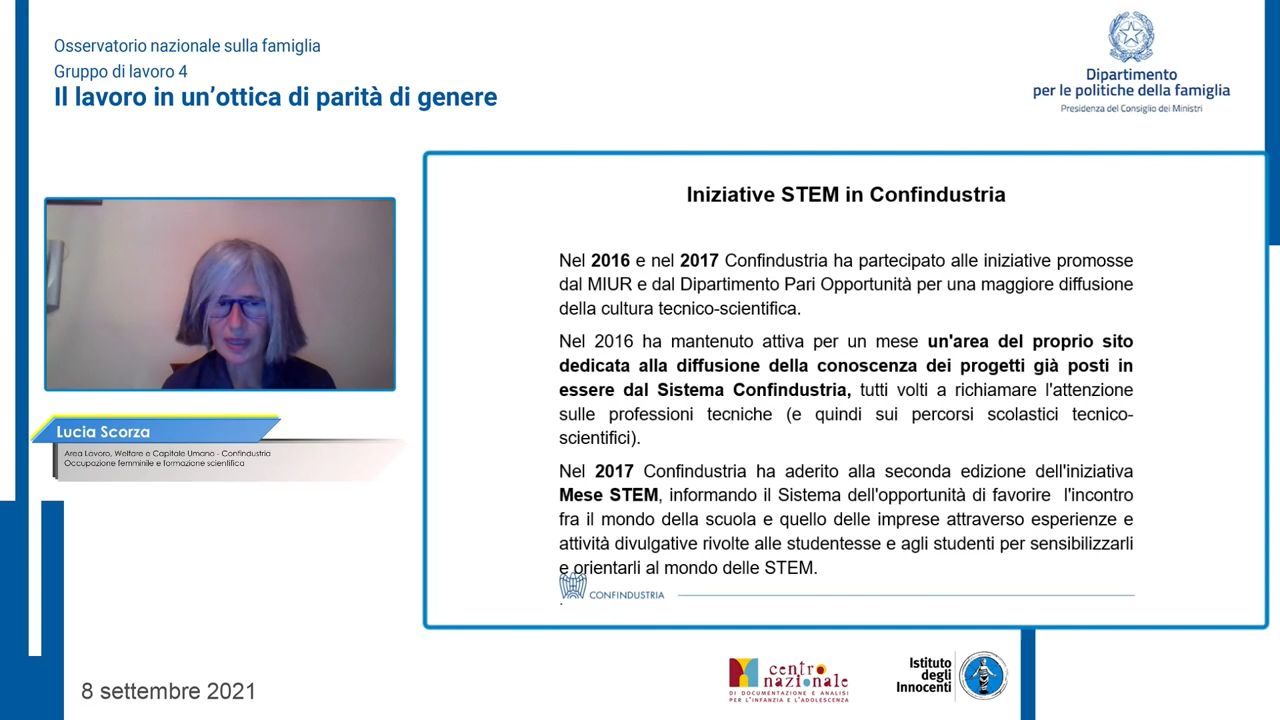 Osservatorio nazionale sulla famiglia
Gruppo di lavoro 4
Il lavoro in un'ottica di parità di genere
Dipartimento
per le politiche della famiglia
Presidenza del Consiglio dei Ministri
Iniziative STEM in Confindustria
Nel 2016 e nel 2017 Confindustria ha partecipato alle iniziative promosse
dal MIUR e dal Dipartimento Pari Opportunità per una maggiore diffusione
della cultura tecnico-scientifica.
Nel 2016 ha mantenuto attiva per un mese un'area del proprio sito
dedicata alla diffusione della conoscenza dei progetti già posti in
essere dal Sistema Confindustria, tutti volti a richiamare l'attenzione
sulle professioni tecniche (e quindi sui percorsi scolastici tecnico-
scientifici).
Nel 2017 Confindustria ha aderito alla seconda edizione dell'iniziativa
Mese STEM, informando il Sistema dell'opportunità di favorire l'incontro
fra il mondo della scuola e quello delle imprese attraverso esperienze e
attività divulgative rivolte alle studentesse e agli studenti per sensibilizzarli
e orientarli al mondo delle STEM.
.
CONFINDUSTRIA
Lucia Scorza
Area Lavoro, Welfare e Capitale Umano - Confindustria
Occupazione femminile e formazione scientifica
8 settembre 2021
centro
nazionale
DI DOCUMENTAZIONE E ANALISI
PER L'INFANZIA E L'ADOLESCENZA
Istituto
degli
Innocenti